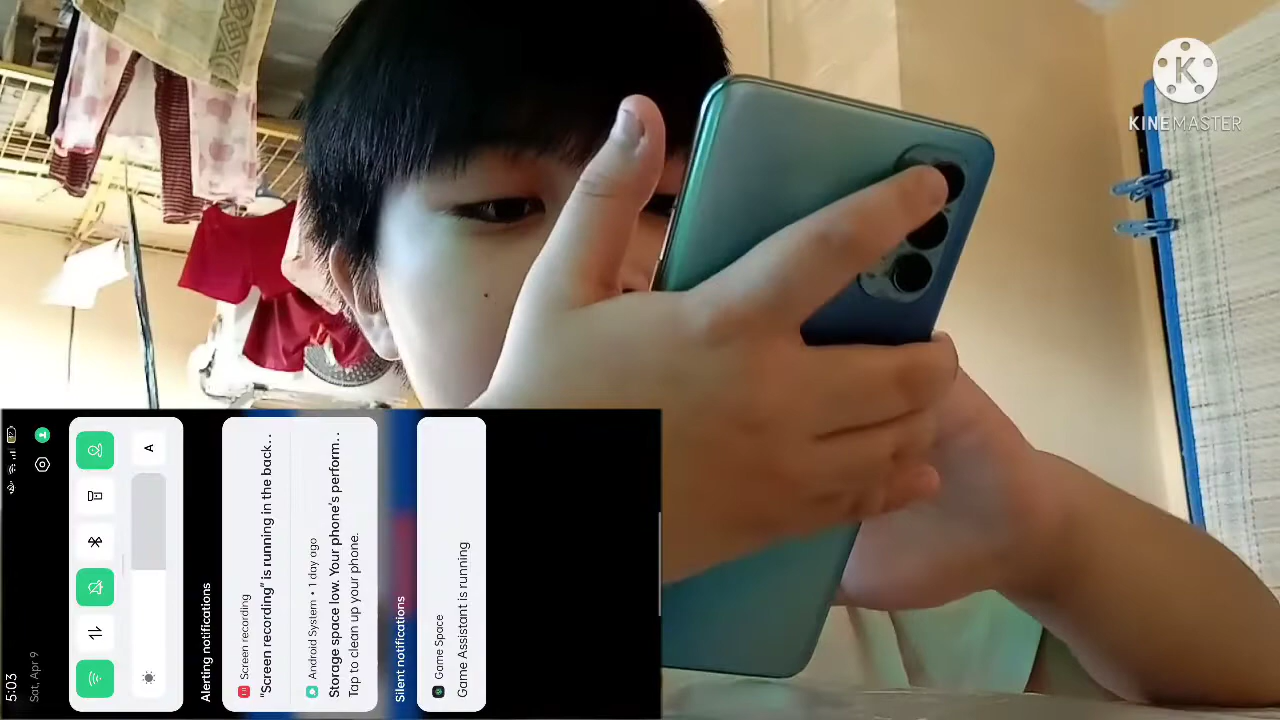 K
KINEMASTER
5:03
Sat, Apr 9
A
Alerting notifications
Screen recording
"Screen recording" is running in the back...
Android System • 1 day ago
Storage space low. Your phone's perform...
Tap to clean up your phone.
Silent notifications
Game Space
Game Assistant is running